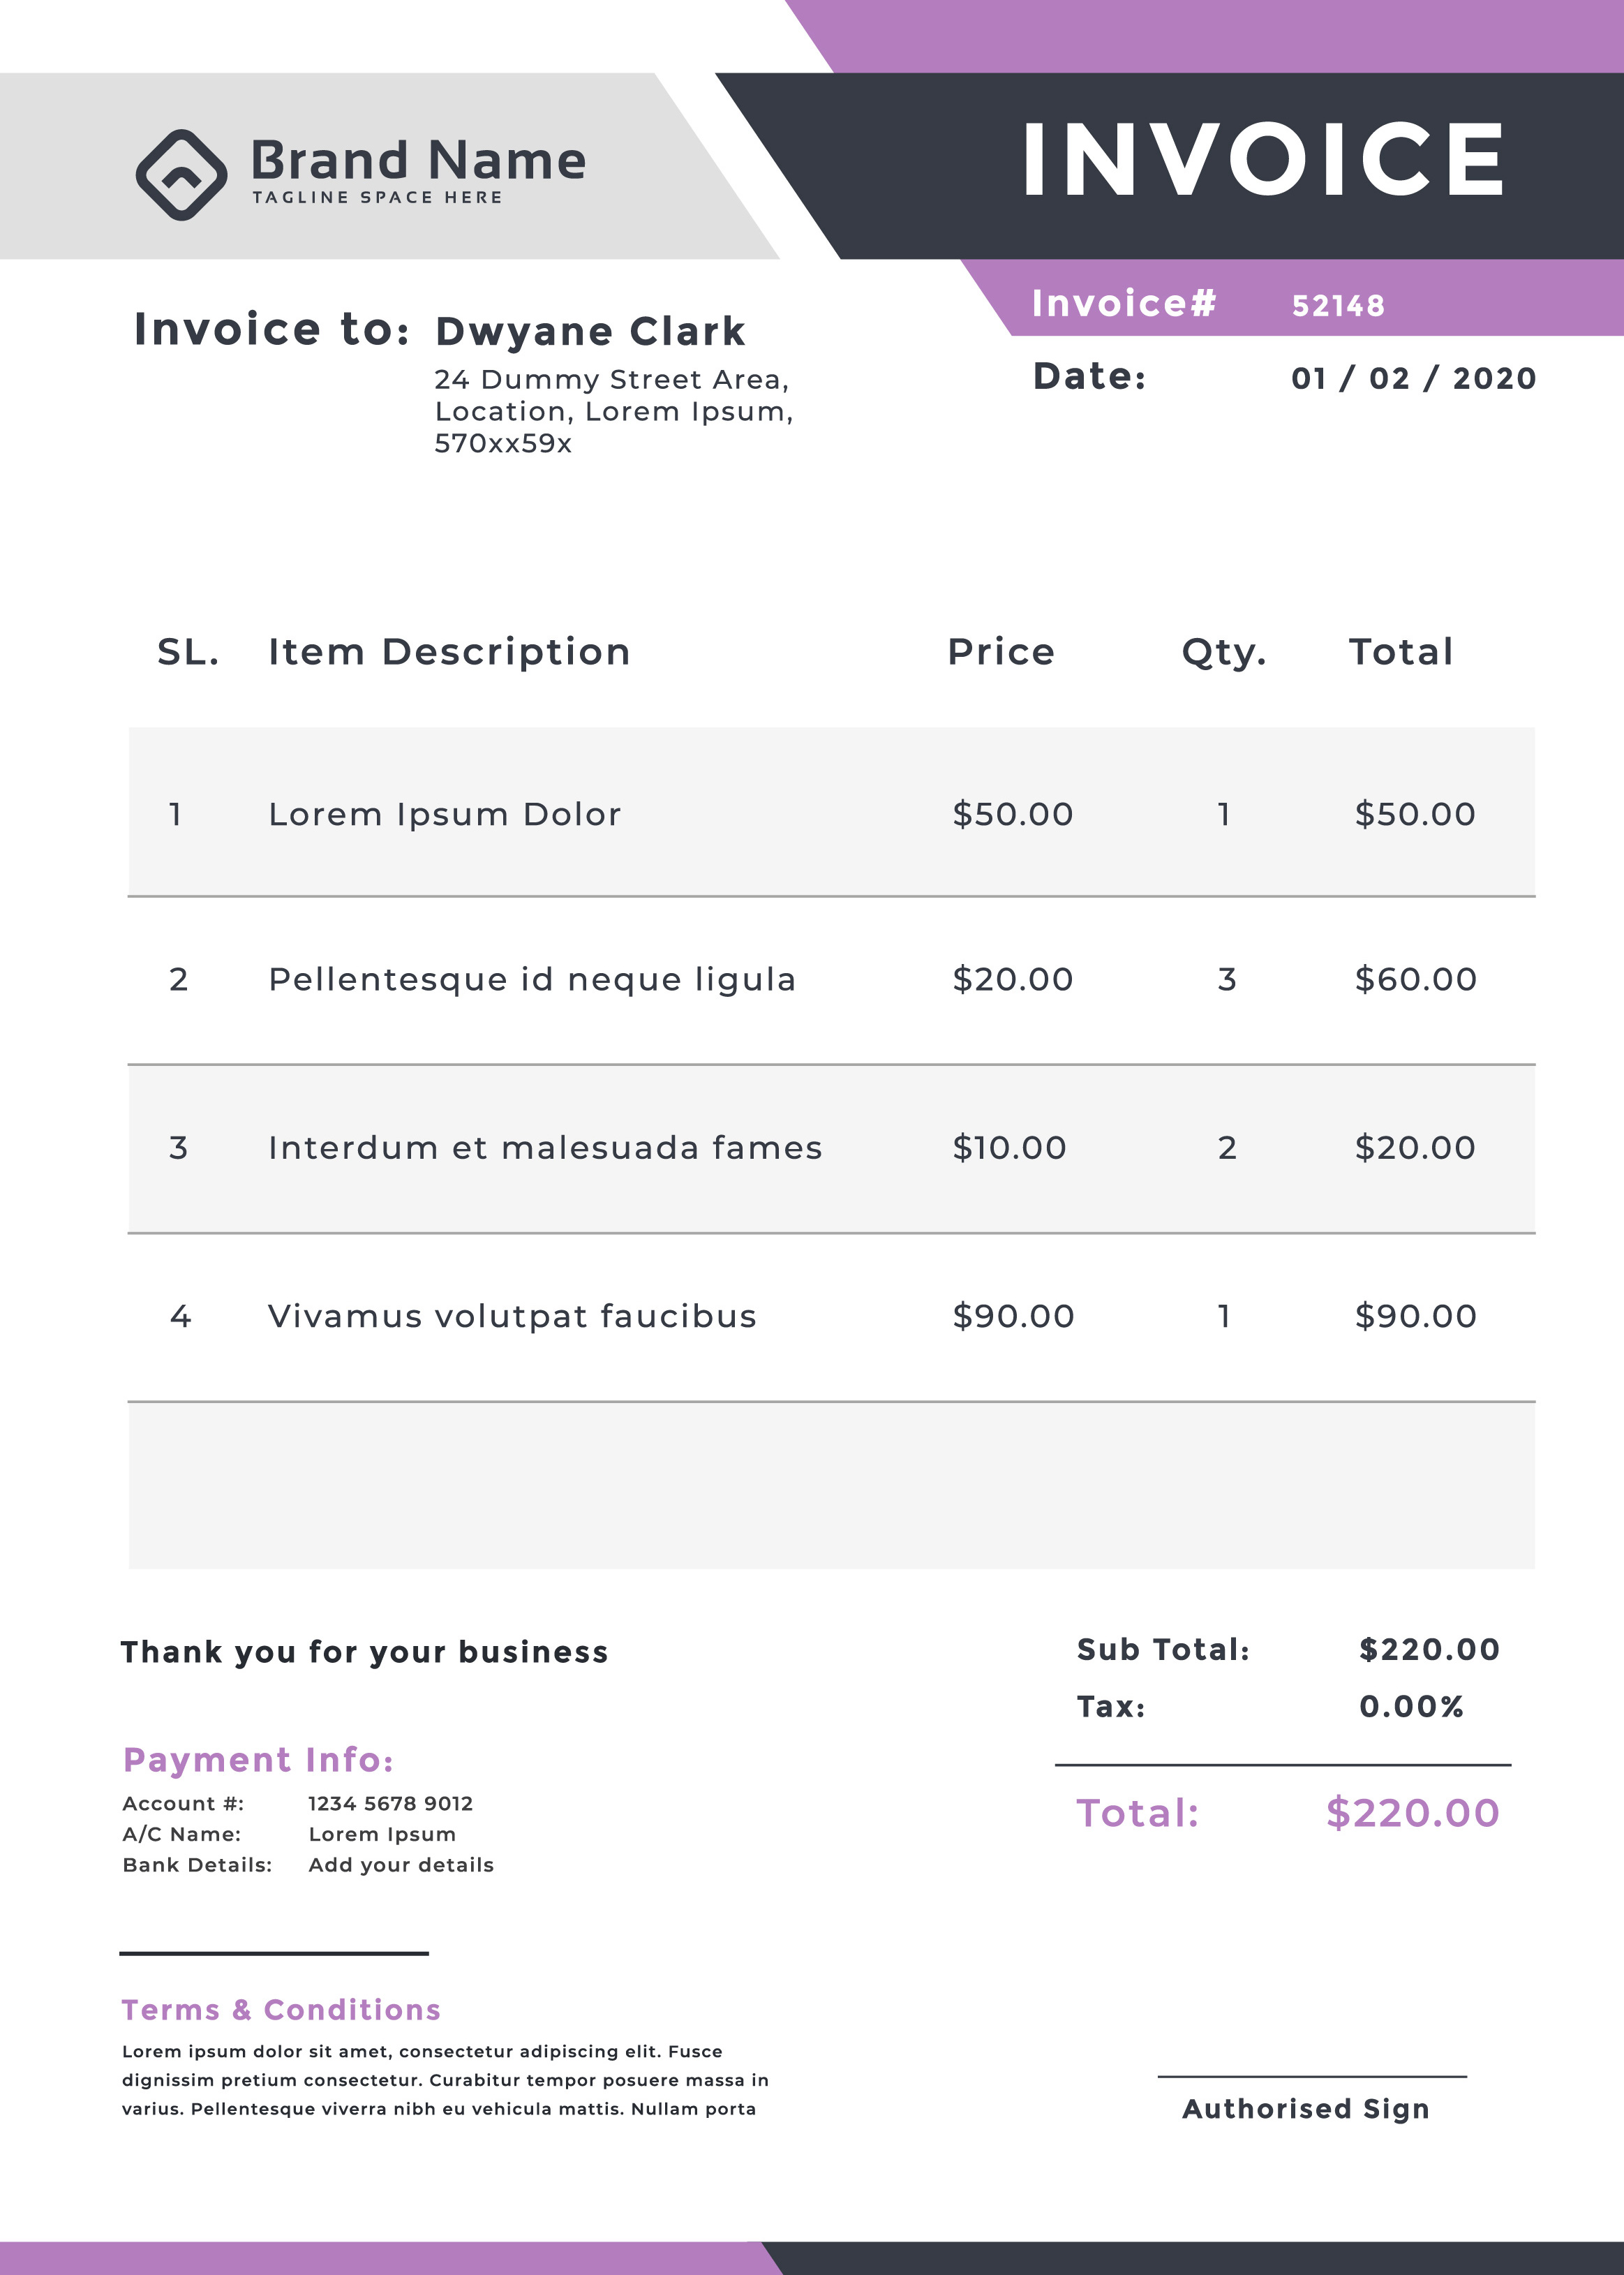 Brand Name
TAGLINE SPACE HERE
INVOICE
Invoice# 52148
Date: 01 / 02 / 2020
Invoice to: Dwyane Clark
24 Dummy Street Area,
Location, Lorem Ipsum,
570xx59x
SL. Item Description Price Qty. Total
1 Lorem Ipsum Dolor $50.00 1 $50.00
2 Pellentesque id neque ligula $20.00 3 $60.00
3 Interdum et malesuada fames $10.00 2 $20.00
4 Vivamus volutpat faucibus $90.00 1 $90.00
Thank you for your business
Sub Total: $220.00
Tax: 0.00%
Total: $220.00
Payment Info:
Account #: 1234 5678 9012
A/C Name: Lorem Ipsum
Bank Details: Add your details
Terms & Conditions
Lorem ipsum dolor sit amet, consectetur adipiscing elit. Fusce
dignissim pretium consectetur. Curabitur tempor posuere massa in
varius. Pellentesque viverra nibh eu vehicula mattis. Nullam porta
Authorised Sign